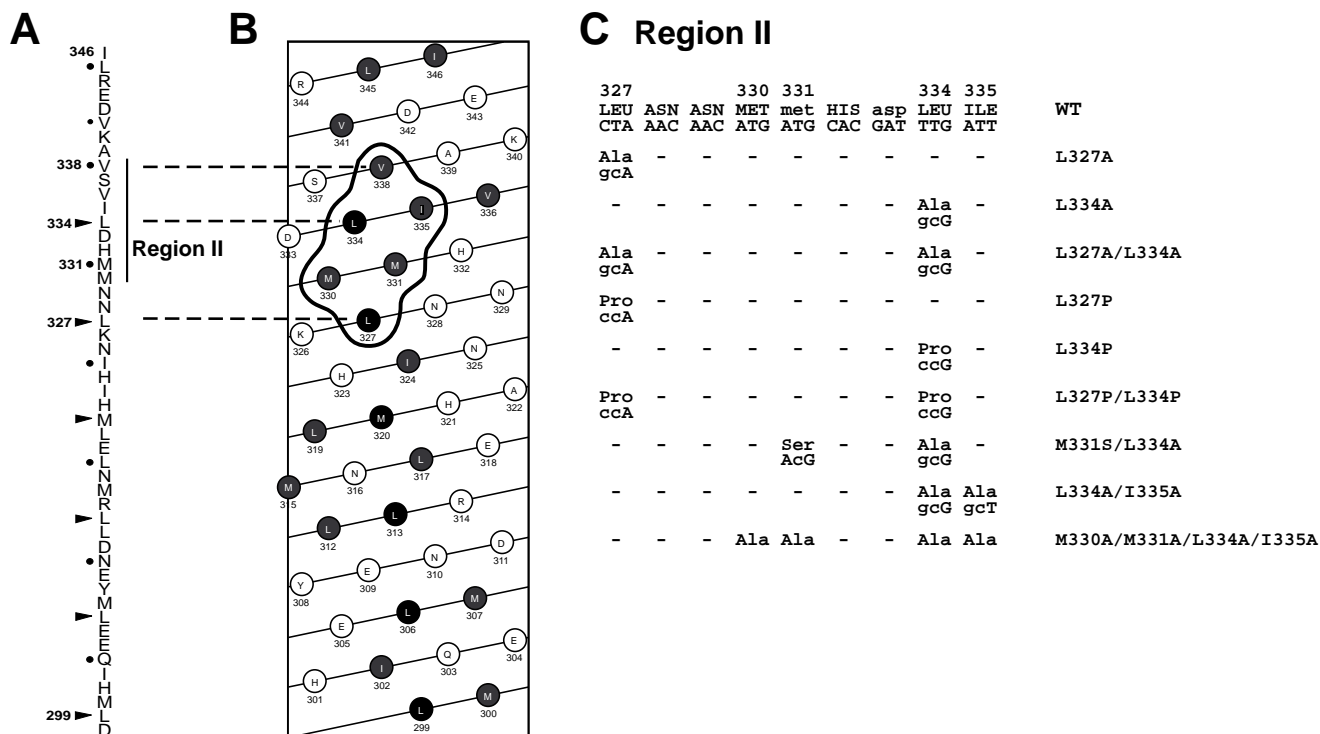 A
346 I
L
R
E
D
V
K
A
338 V
S
V
I
334 L
D
H
331 M
M
N
N
327 L
K
N
I
H
I
H
M
L
E
L
N
M
R
L
L
D
N
E
Y
M
L
E
E
Q
I
H
M
299 L
D
Region II
B
R L I
344 345 346
V D E
341 342 343
S V A K
337 338 339 340
D L I V
333 334 335 336
M M H
330 331 332
K L N N
326 327 328 329
H I N
323 324 325
L M H A
319 320 321 322
M N L E
315 316 317 318
L L R
312 313 314
Y E N D
308 309 310 311
E L M
305 306 307
H I Q E
301 302 303 304
L M
299 300
C Region II
327 330 331 334 335
LEU ASN ASN MET met HIS asp LEU ILE WT
CTA AAC AAC ATG ATG CAC GAT TTG ATT
Ala - - - - - - - - L327A
gcA
- - - - - - - Ala - L334A
gcG
Ala - - - - - - Ala - L327A/L334A
gcA gcG
Pro - - - - - - - - L327P
ccA
- - - - - - - Pro - L334P
ccG
Pro - - - - - - Pro - L327P/L334P
ccA ccG
- - - - Ser - - Ala - M331S/L334A
AcG gcG
- - - - - - - Ala Ala L334A/I335A
gcG gcT
- - - Ala Ala - - Ala Ala M330A/M331A/L334A/I335A